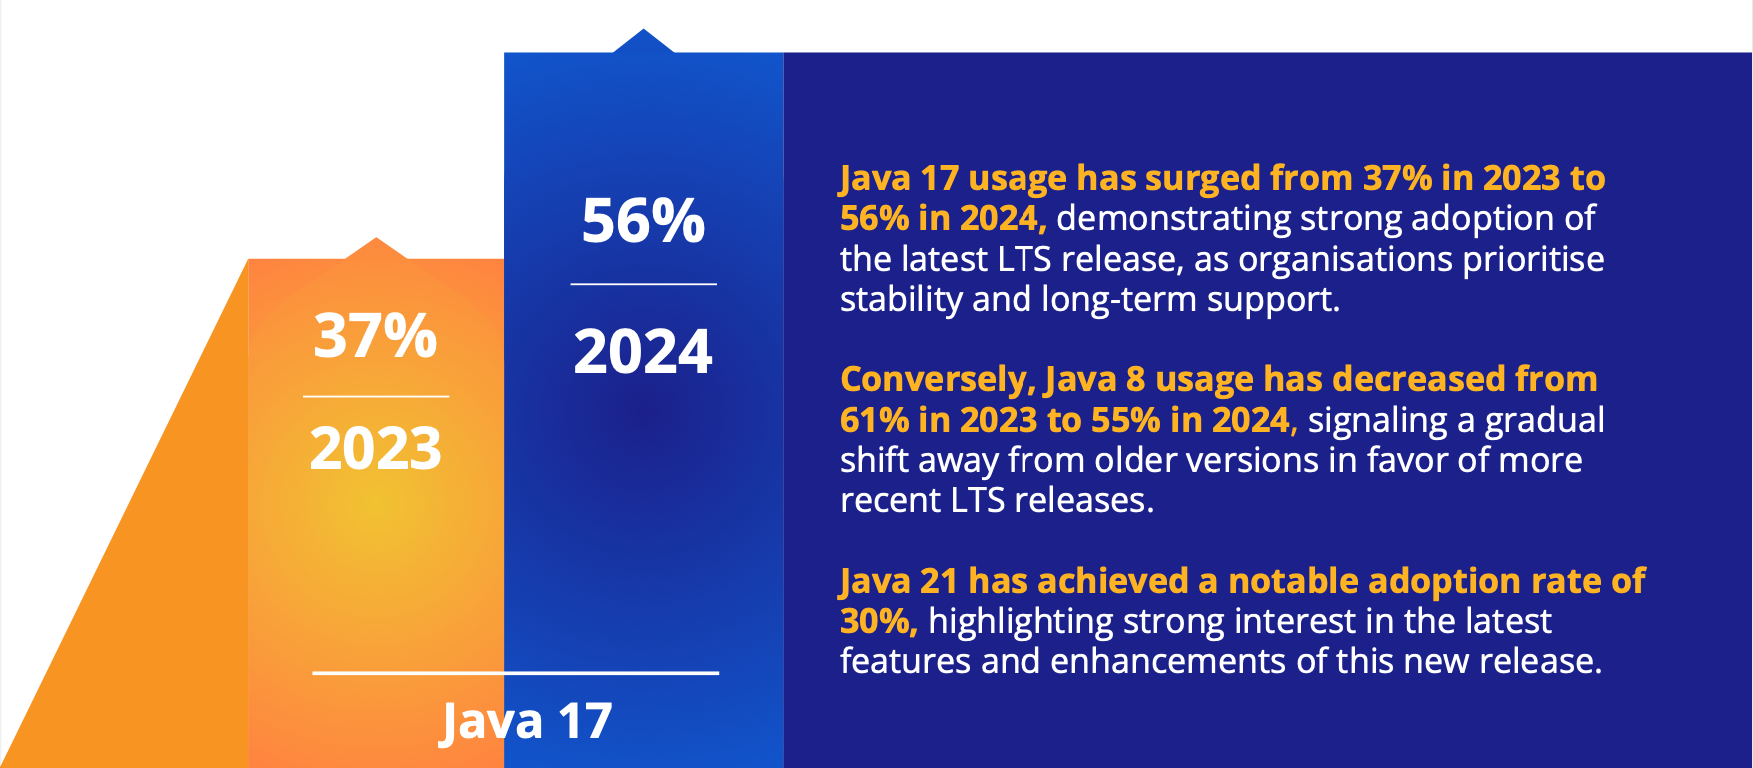 37%
2023
56%
2024
Java 17
Java 17 usage has surged from 37% in 2023 to
56% in 2024, demonstrating strong adoption of
the latest LTS release, as organisations prioritise
stability and long-term support.
Conversely, Java 8 usage has decreased from
61% in 2023 to 55% in 2024, signaling a gradual
shift away from older versions in favor of more
recent LTS releases.
Java 21 has achieved a notable adoption rate of
30%, highlighting strong interest in the latest
features and enhancements of this new release.